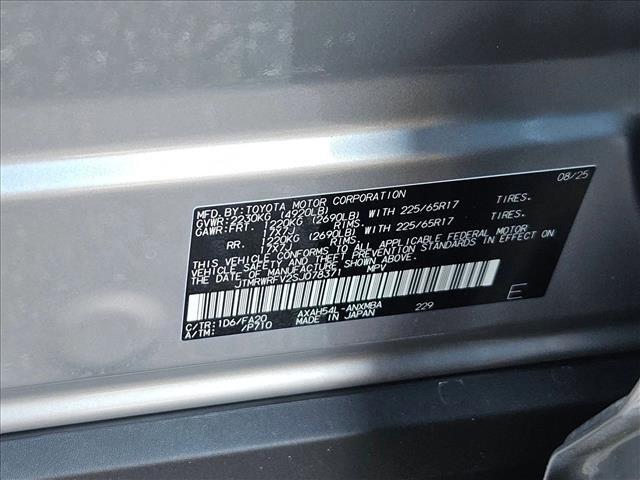 MFD. BY: TOYOTA MOTOR CORPORATION 08/25
GVWR: 2230KG (4920LB)
GAWR: FRT. 1220KG (2690LB) WITH 225/65R17 TIRES.
17X7J RIMS.
RR. 1220KG (2690LB) WITH 225/65R17 TIRES.
17X7J RIMS.
THIS VEHICLE CONFORMS TO ALL APPLICABLE FEDERAL MOTOR
VEHICLE SAFETY AND THEFT PREVENTION STANDARDS IN EFFECT ON
THE DATE OF MANUFACTURE SHOWN ABOVE.
JTMRWRFV2SJ078371 MPV
E
C/TR: 1D6/FA20 AXAH54L-ANXMBA 229
A/TM: /P710 MADE IN JAPAN